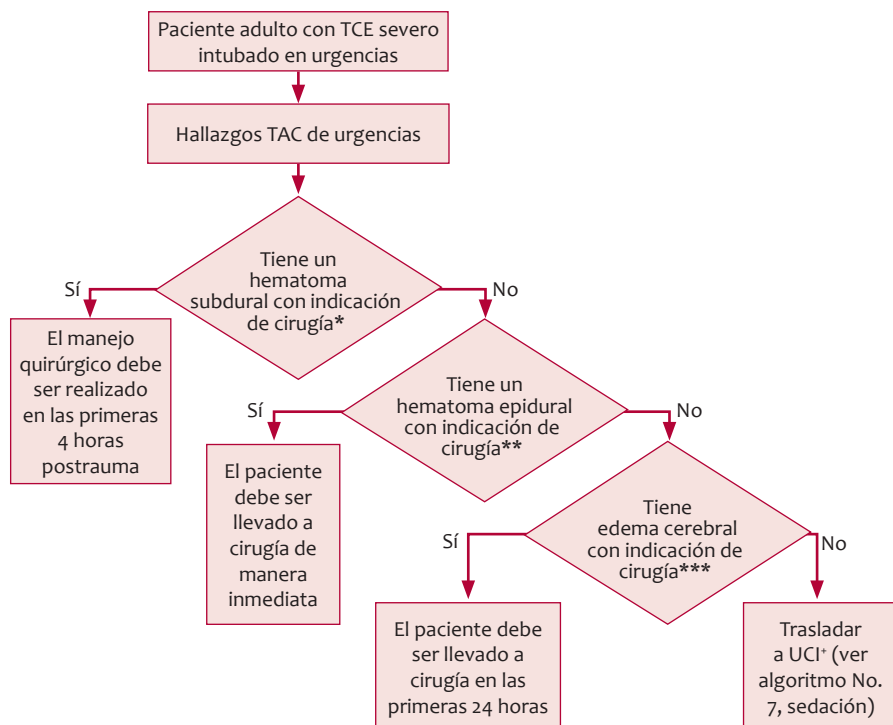 Paciente adulto con TCE severo
intubado en urgencias
Hallazgos TAC de urgencias
Tiene un
hematoma
subdural con indicación
de cirugía*
Sí
No
El manejo
quirúrgico debe
ser realizado
en las primeras
4 horas
postrauma
Tiene un
hematoma epidural
con indicación de
cirugía**
Sí
No
El paciente
debe ser
llevado a
cirugía de
manera
inmediata
Tiene
edema cerebral
con indicación de
cirugía***
Sí
No
El paciente debe
ser llevado a
cirugía en las
primeras 24 horas
Trasladar
a UCI⁺ (ver
algoritmo No.
7, sedación)